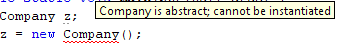 Company is abstract; cannot be instantiated
Company z;
z = new Company();